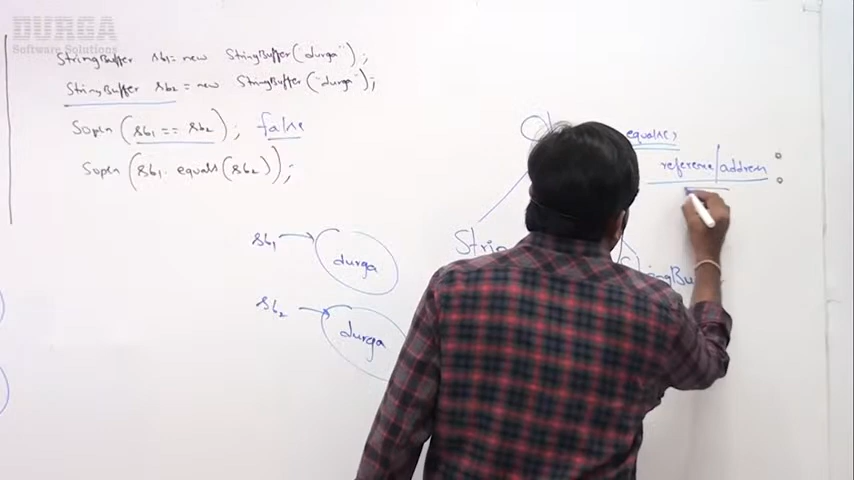 DURGA
Software Solutions
StringBuffer sb1 = new StringBuffer("durga");
StringBuffer sb2 = new StringBuffer("durga");
Sopln (sb1 == sb2); false
Sopln (sb1. equals(sb2));
equals()
reference/address
sb1
durga
sb2
durga